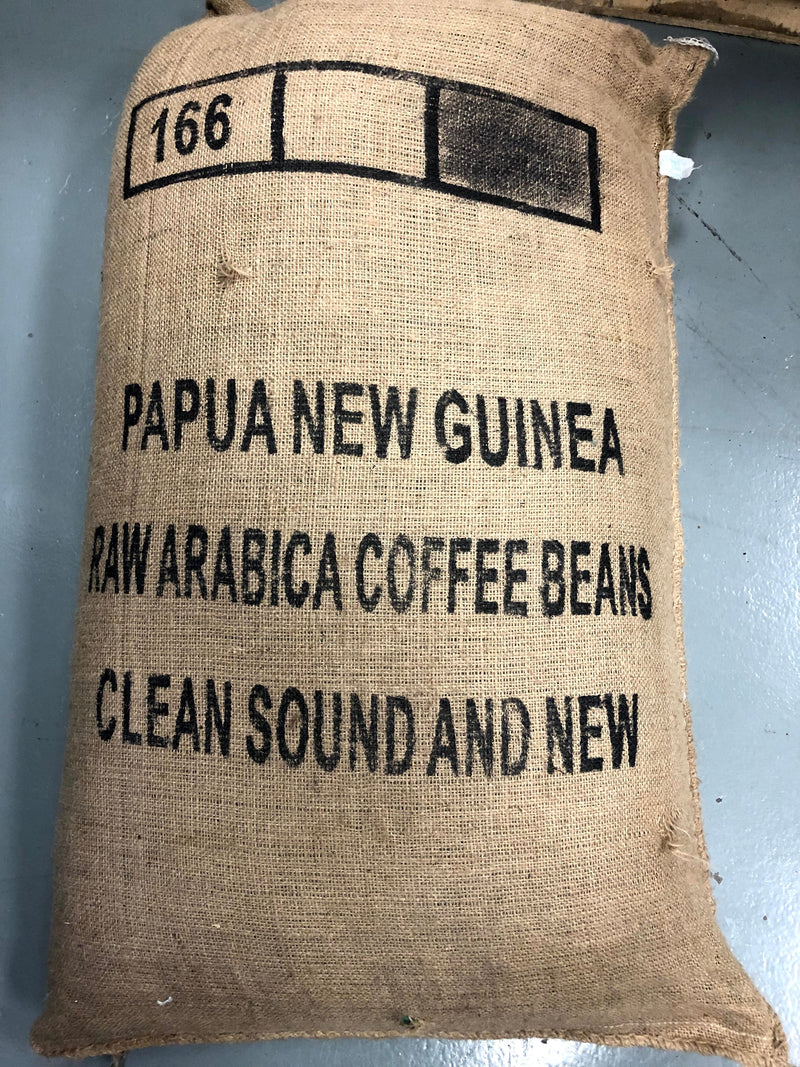 166
PAPUA NEW GUINEA
RAW ARABICA COFFEE BEANS
CLEAN SOUND AND NEW